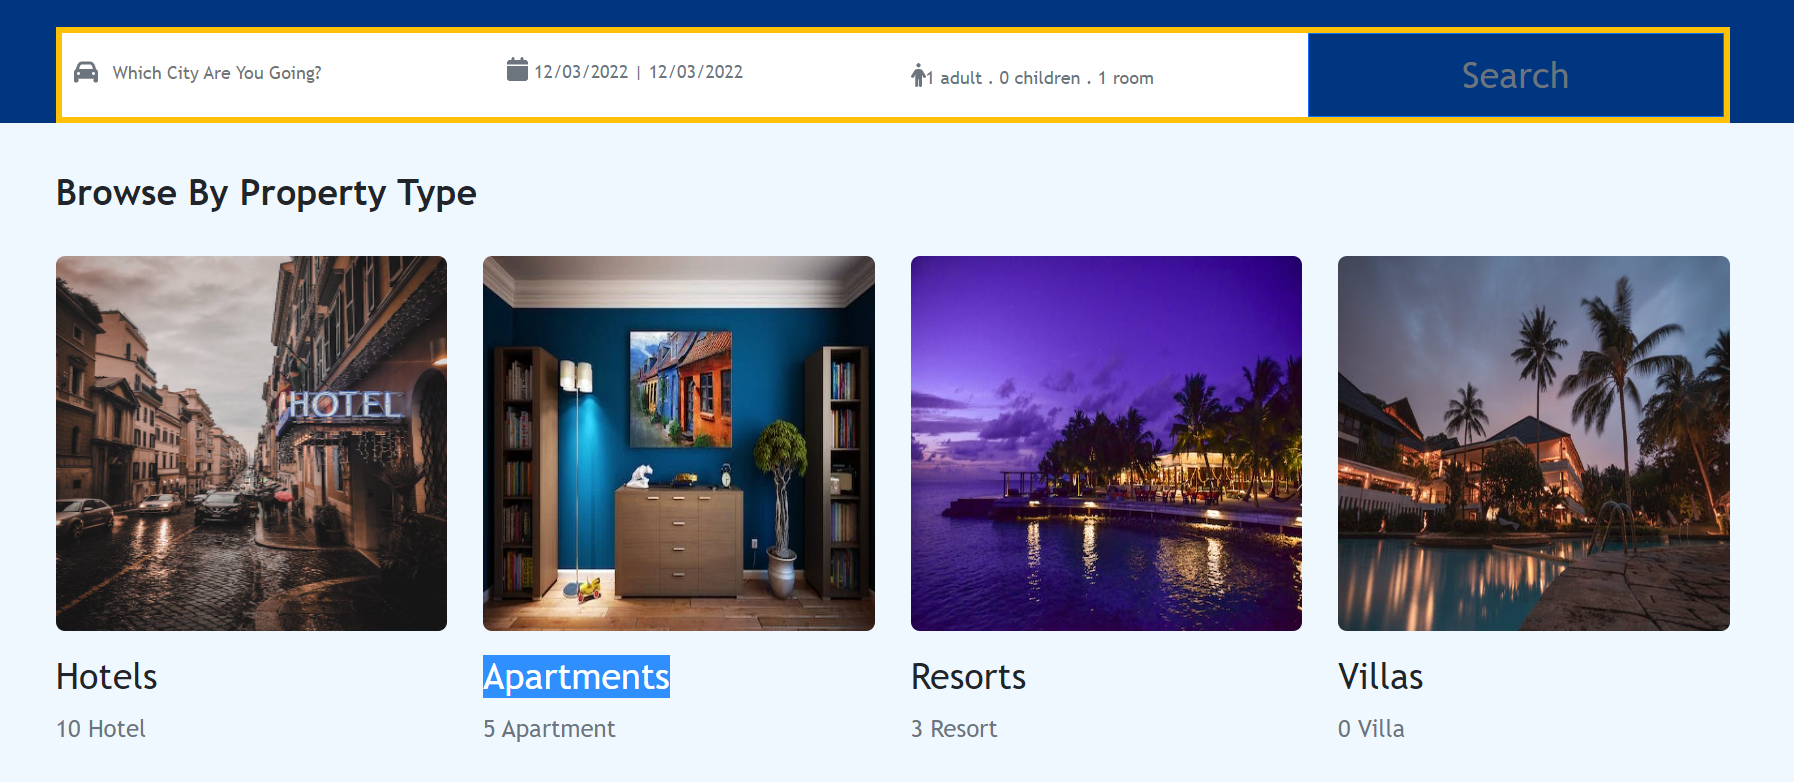 Which City Are You Going?
12/03/2022 | 12/03/2022
1 adult . 0 children . 1 room
Search
Browse By Property Type
HOTEL
Hotels
10 Hotel
Apartments
5 Apartment
Resorts
3 Resort
Villas
0 Villa